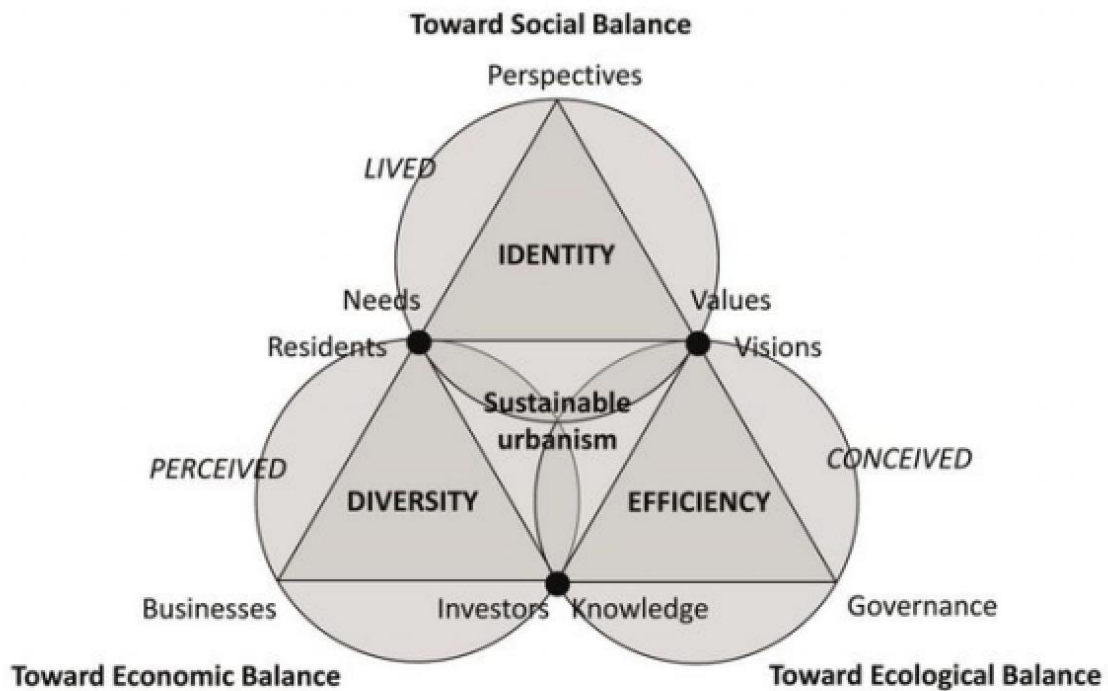 Toward Social Balance
Perspectives
LIVED
IDENTITY
Needs
Values
Residents
Visions
Sustainable
urbanism
PERCEIVED
CONCEIVED
DIVERSITY
EFFICIENCY
Businesses
Investors
Knowledge
Governance
Toward Economic Balance
Toward Ecological Balance